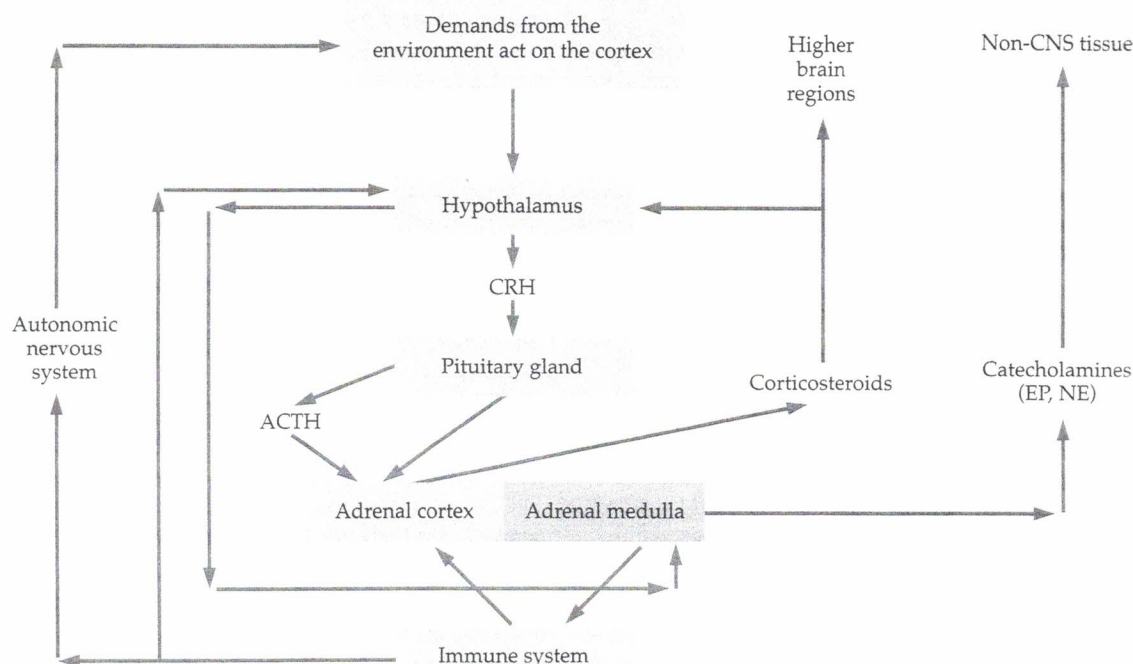 Demands from the
environment act on the cortex
Higher
brain
regions
Non-CNS tissue
Hypothalamus
CRH
Autonomic
nervous
system
Pituitary gland
Corticosteroids
Catecholamines
(EP, NE)
ACTH
Adrenal cortex
Adrenal medulla
Immune system